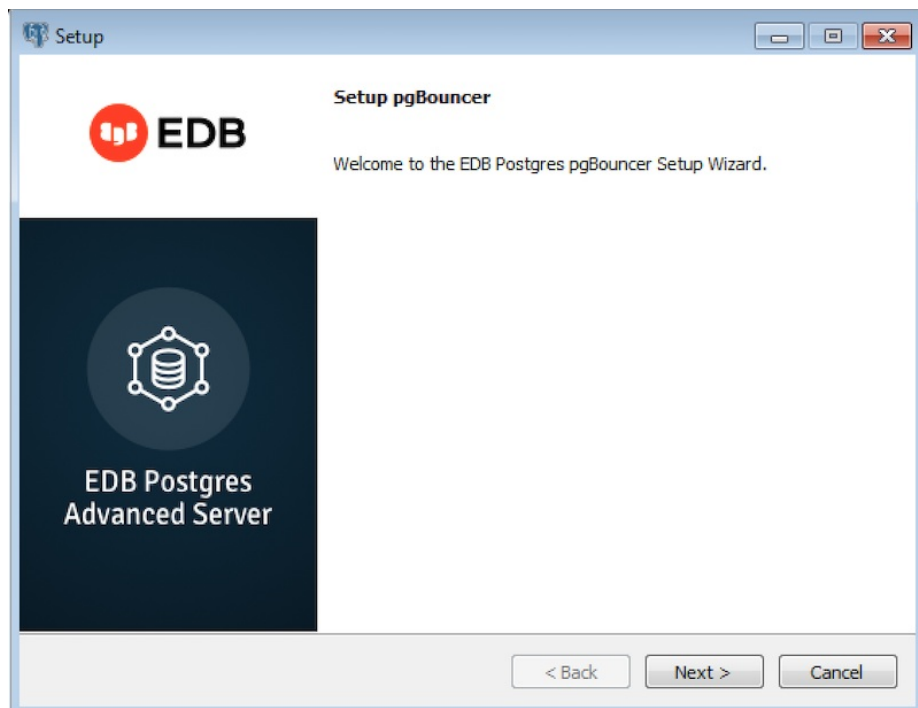 Setup
EDB
Setup pgBouncer
Welcome to the EDB Postgres pgBouncer Setup Wizard.
EDB Postgres
Advanced Server
< Back
Next >
Cancel